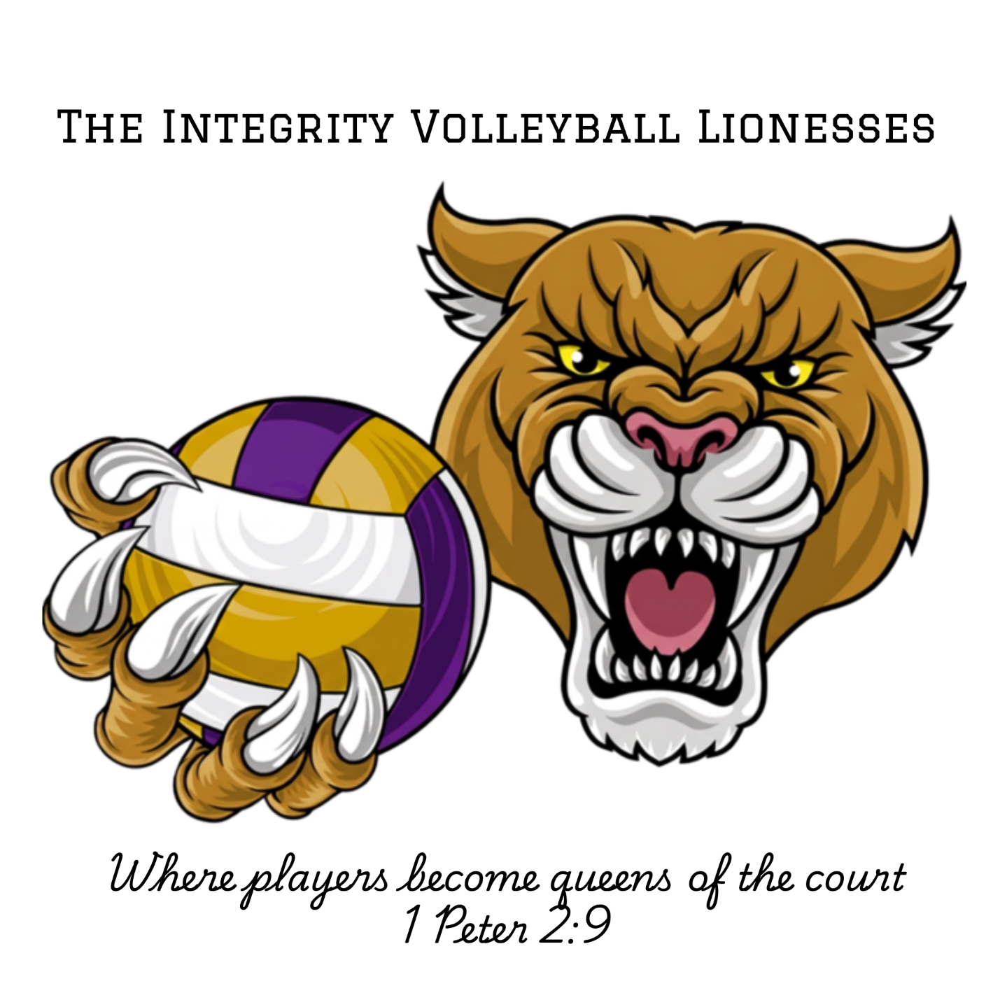 The Integrity Volleyball Lionesses
Where players become queens of the court
1 Peter 2:9